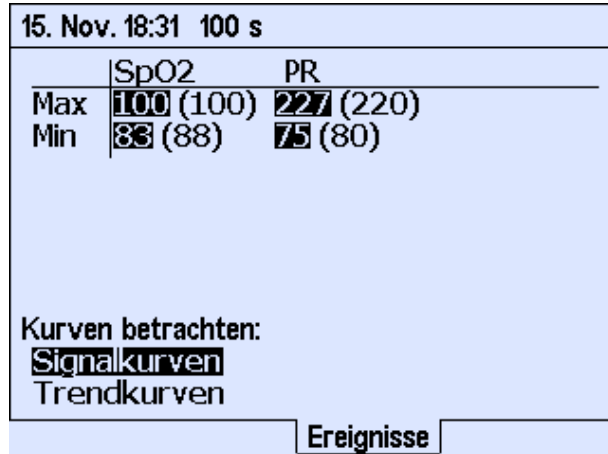 15. Nov. 18:31 100 s
SpO2 PR
Max 100 (100) 227 (220)
Min 83 (88) 75 (80)
Kurven betrachten:
Signalkurven
Trendkurven
Ereignisse